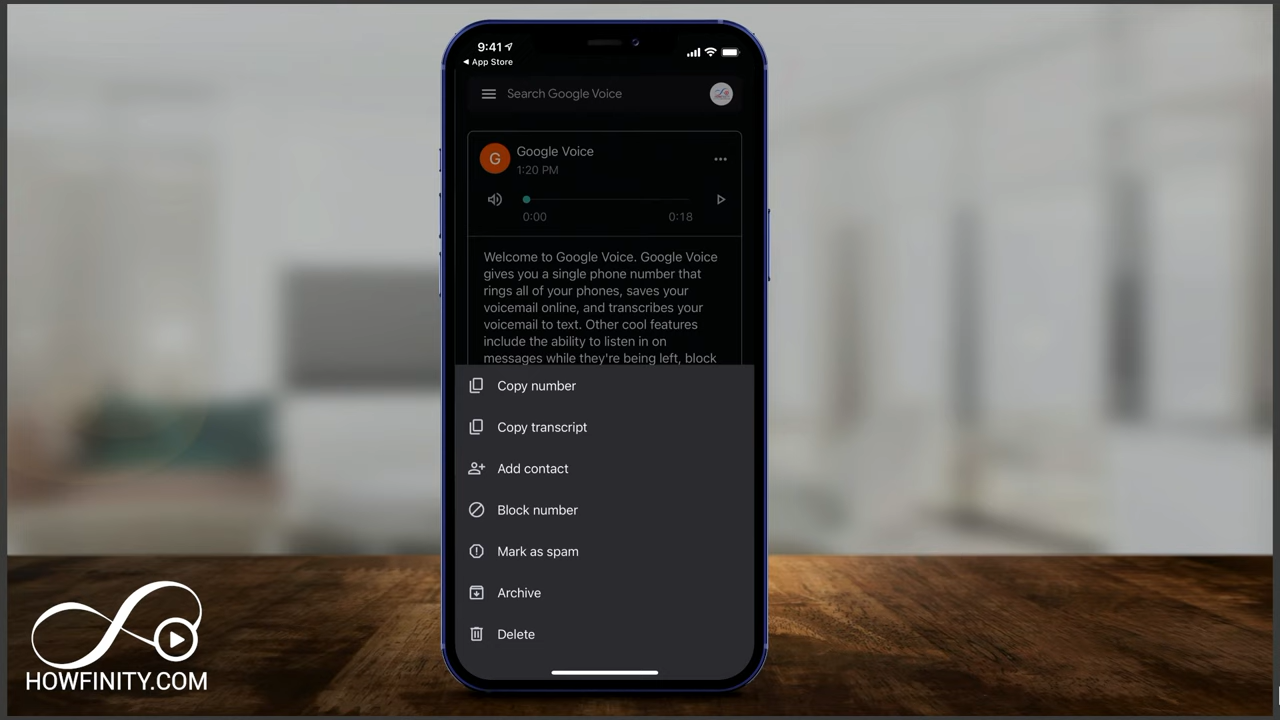 9:41
◀ App Store
Search Google Voice
G
Google Voice
1:20 PM
0:00
0:18
Welcome to Google Voice. Google Voice
gives you a single phone number that
rings all of your phones, saves your
voicemail online, and transcribes your
voicemail to text. Other cool features
include the ability to listen in on
messages while they're being left, block
Copy number
Copy transcript
Add contact
Block number
Mark as spam
Archive
Delete
HOWFINITY.COM